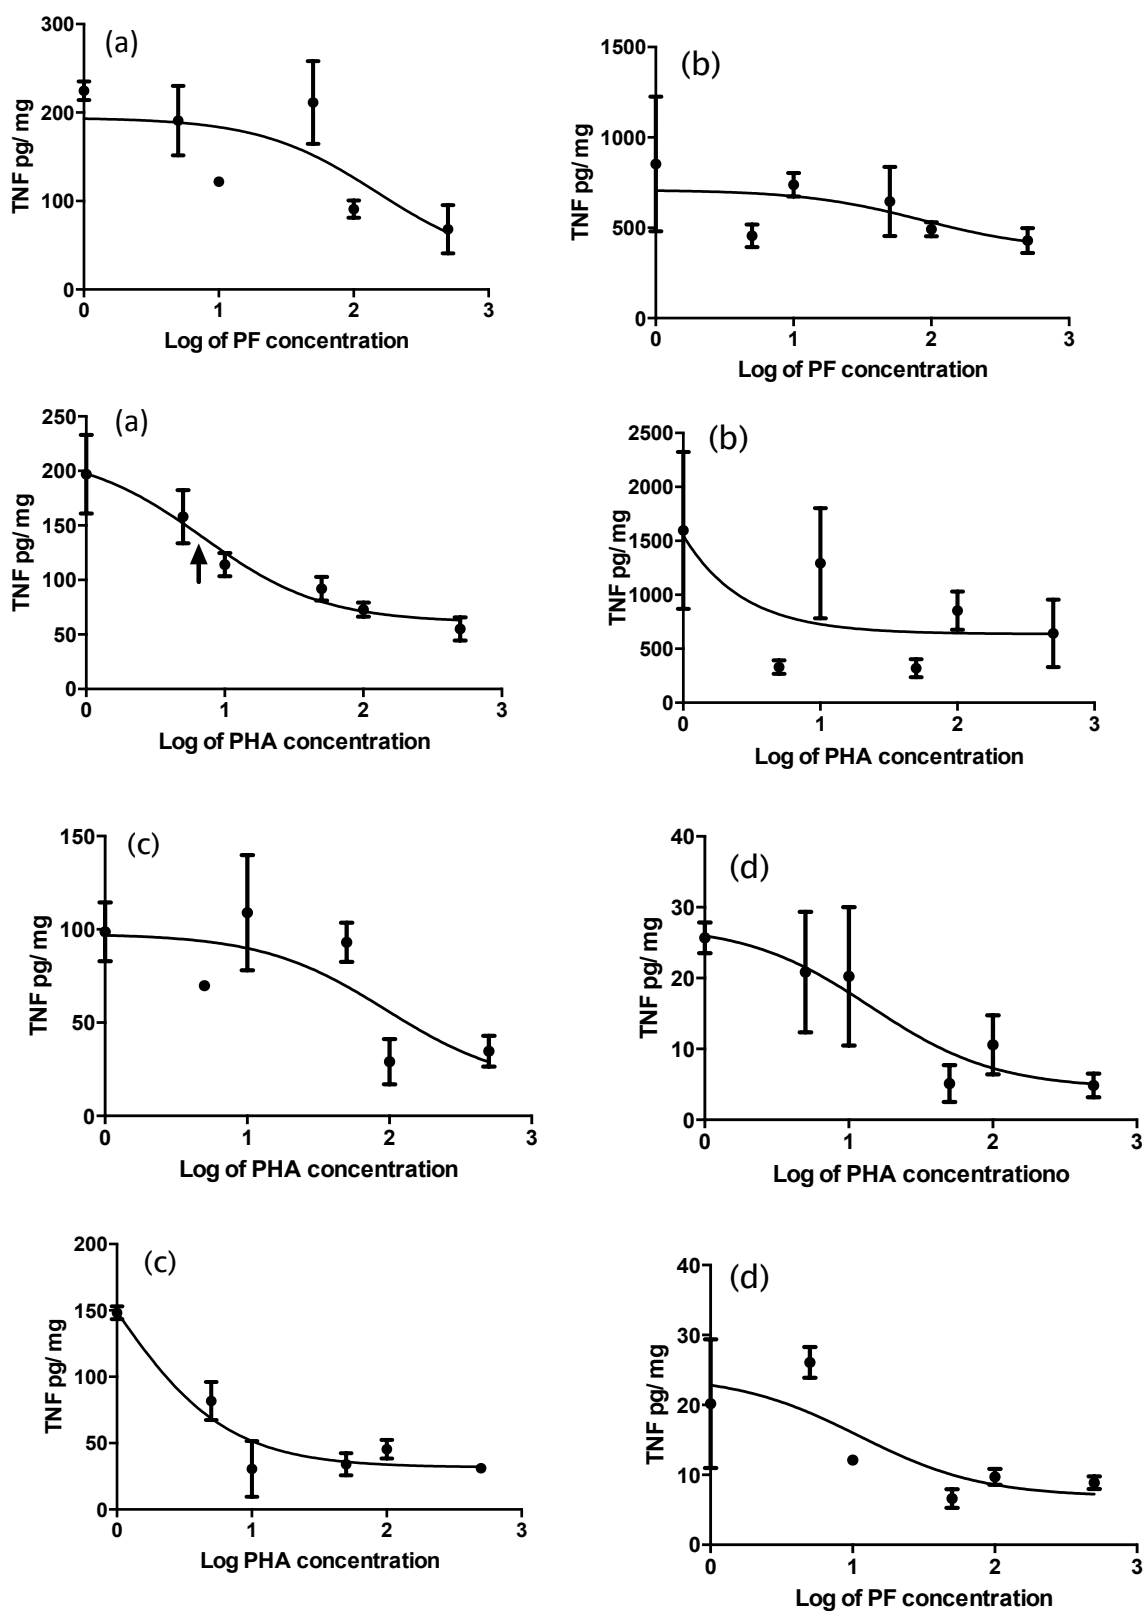 (a)
300
200
100
0
TNF pg/ mg
0 1 2 3
Log of PF concentration
(b)
1500
1000
500
0
TNF pg/ mg
0 1 2 3
Log of PF concentration
(a)
250
200
150
100
50
0
TNF pg/ mg
0 1 2 3
Log of PHA concentration
(b)
2500
2000
1500
1000
500
0
TNF pg/ mg
0 1 2 3
Log of PHA concentration
(c)
150
100
50
0
TNF pg/ mg
0 1 2 3
Log of PHA concentration
(d)
40
30
20
10
0
TNF pg/ mg
0 1 2 3
Log of PHA concentrationo
(c)
200
150
100
50
0
TNF pg/ mg
0 1 2 3
Log PHA concentration
(d)
40
30
20
10
0
TNF pg/ mg
0 1 2 3
Log of PF concentration